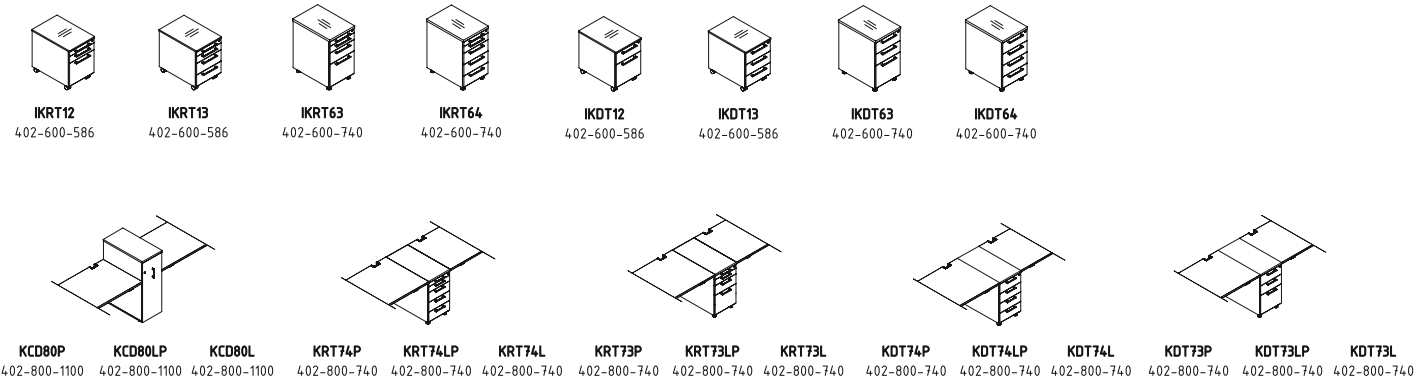 IKRT12 IKRT13 IKRT63 IKRT64 IKDT12 IKDT13 IKDT63 IKDT64
402-600-586 402-600-586 402-600-740 402-600-740 402-600-586 402-600-586 402-600-740 402-600-740
KCD80P KCD80LP KCD80L KRT74P KRT74LP KRT74L KRT73P KRT73LP KRT73L KDT74P KDT74LP KDT74L KDT73P KDT73LP KDT73L
402-800-1100 402-800-1100 402-800-1100 402-800-740 402-800-740 402-800-740 402-800-740 402-800-740 402-800-740 402-800-740 402-800-740 402-800-740 402-800-740 402-800-740 402-800-740